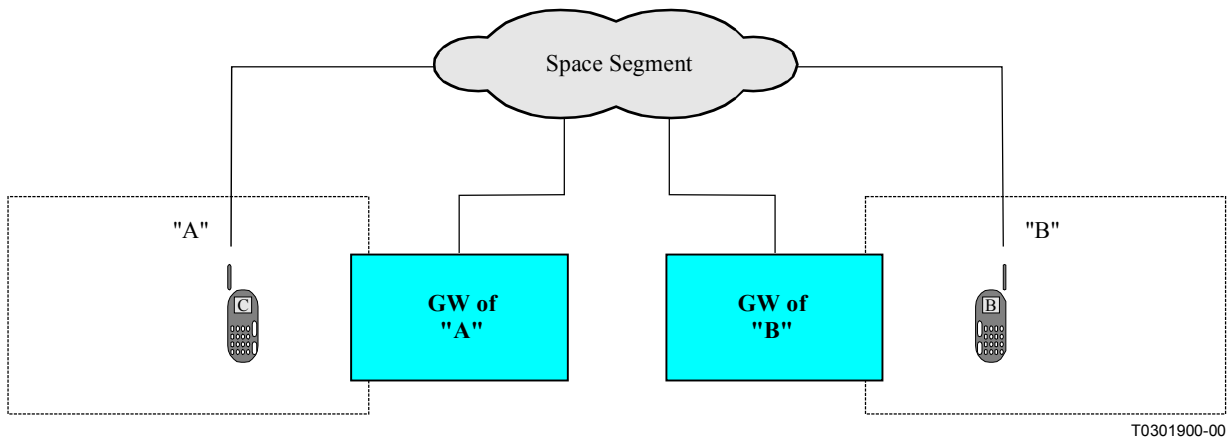 Space Segment
"A"
"B"
C
GW of
"A"
GW of
"B"
B
T0301900-00